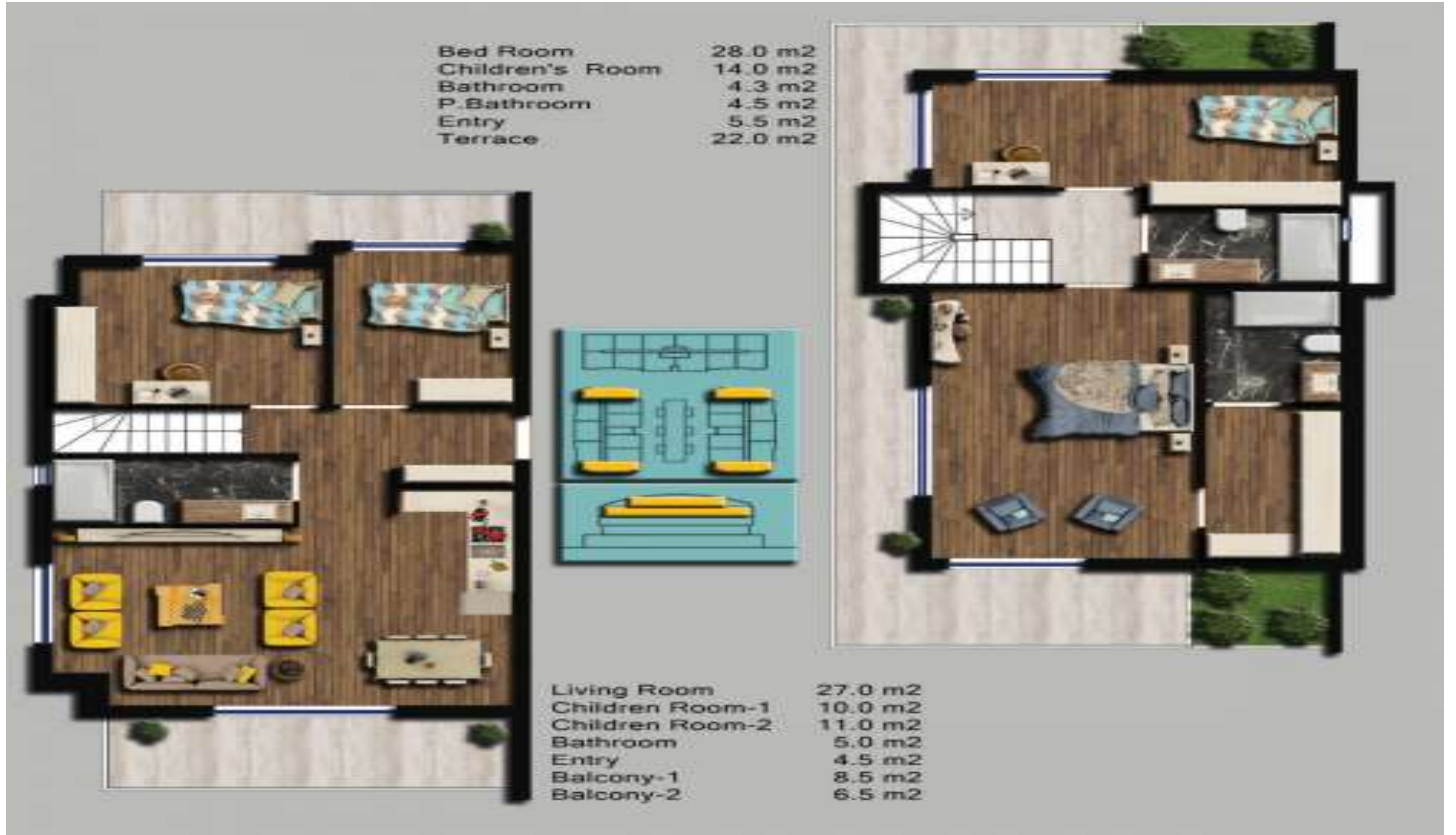 Bed Room 28.0 m2
Children's Room 14.0 m2
Bathroom 4.3 m2
P.Bathroom 4.5 m2
Entry 5.5 m2
Terrace 22.0 m2
Living Room 27.0 m2
Children Room-1 10.0 m2
Children Room-2 11.0 m2
Bathroom 5.0 m2
Entry 4.5 m2
Balcony-1 8.5 m2
Balcony-2 6.5 m2